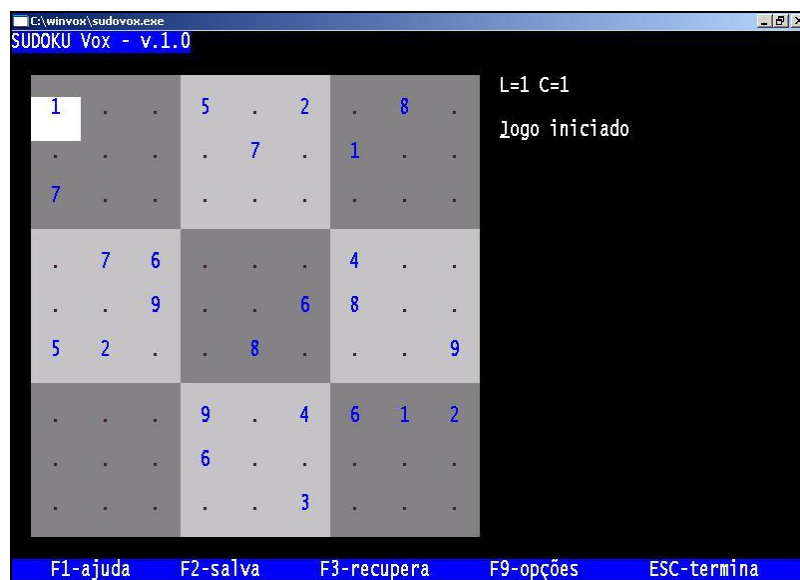 C:\winvox\sudovox.exe
SUDOKU Vox - v.1.0
L=1 C=1
Jogo iniciado
1 . . 5 . 2 . 8 .
. . . . 7 . 1 . .
7 . . . . . . . .
. 7 6 . . . 4 . .
. . 9 . . 6 8 . .
5 2 . . 8 . . . 9
. . . 9 . 4 6 1 2
. . . 6 . . . . .
. . . . . 3 . . .
F1-ajuda F2-salva F3-recupera F9-opções ESC-termina